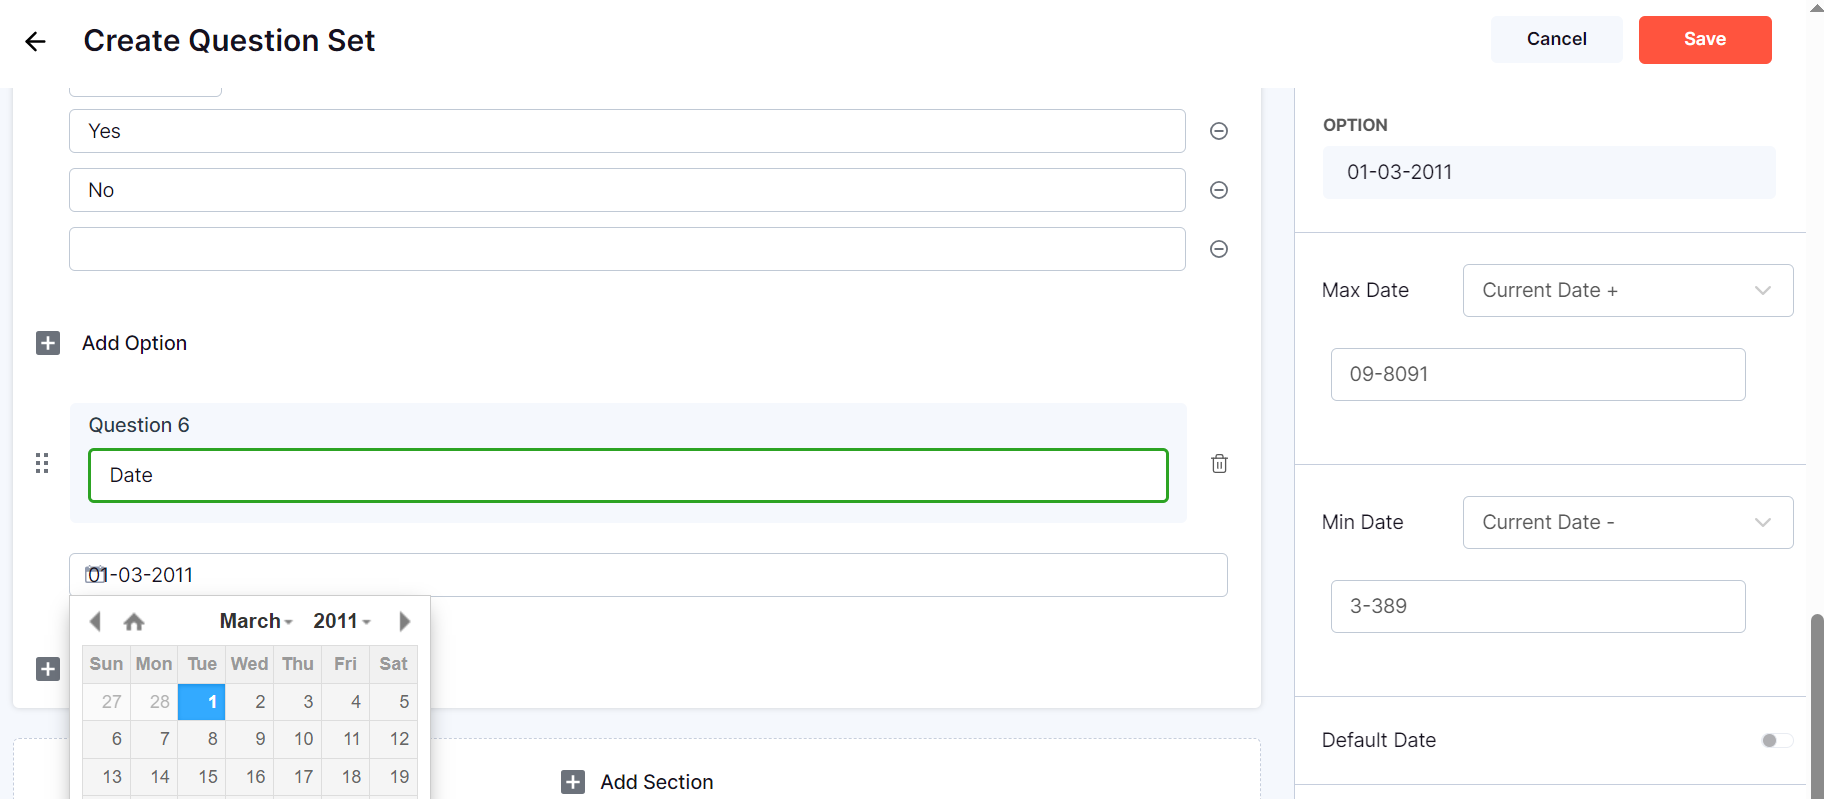 Create Question Set
Cancel
Save
Yes
No
Add Option
Question 6
Date
01-03-2011
March 2011
Sun Mon Tue Wed Thu Fri Sat
27 28 1 2 3 4 5
6 7 8 9 10 11 12
13 14 15 16 17 18 19
Add Section
OPTION
01-03-2011
Max Date
Current Date +
09-8091
Min Date
Current Date -
3-389
Default Date